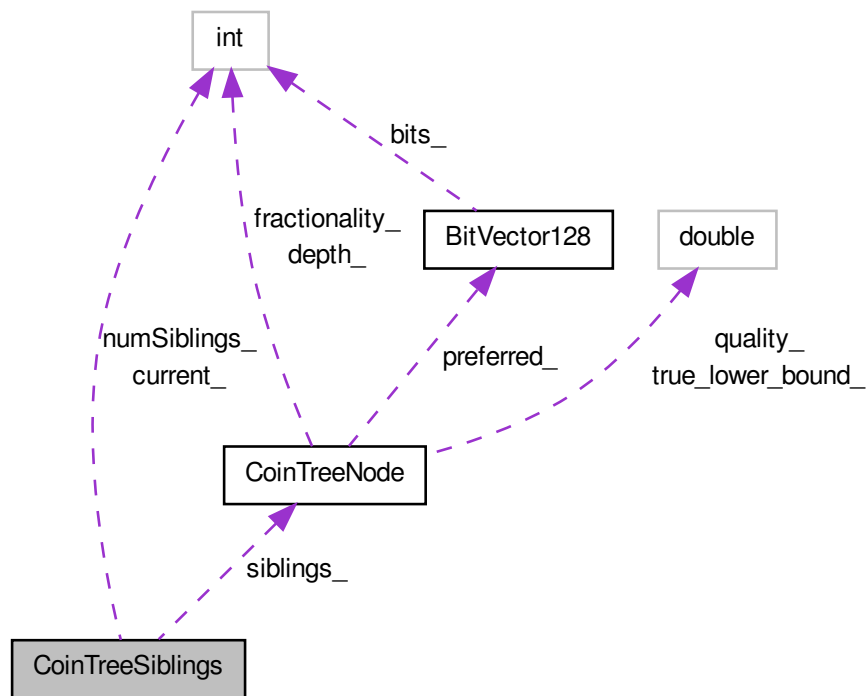 int
bits_
fractionality_
depth_
BitVector128
double
numSiblings_
current_
preferred_
quality_
true_lower_bound_
CoinTreeNode
siblings_
CoinTreeSiblings